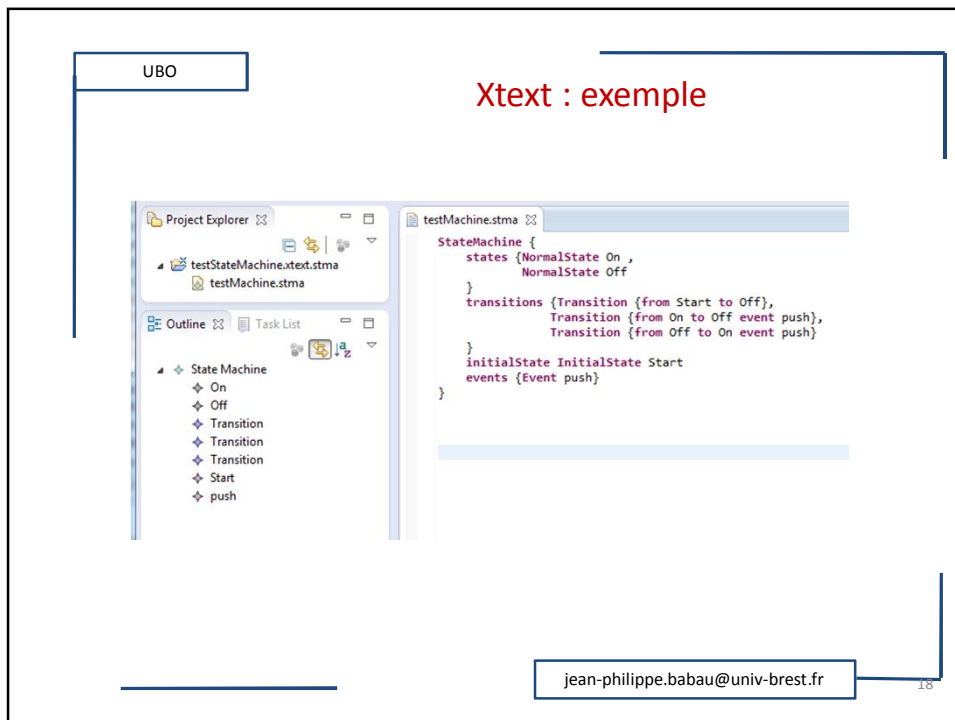 UBO
Xtext : exemple
Project Explorer
testStateMachine.xtext.stma
testMachine.stma
Outline Task List
State Machine
On
Off
Transition
Transition
Transition
Start
push
testMachine.stma
StateMachine {
states {NormalState On ,
NormalState Off
}
transitions {Transition {from Start to Off},
Transition {from On to Off event push},
Transition {from Off to On event push}
}
initialState InitialState Start
events {Event push}
}
jean-philippe.babau@univ-brest.fr
18